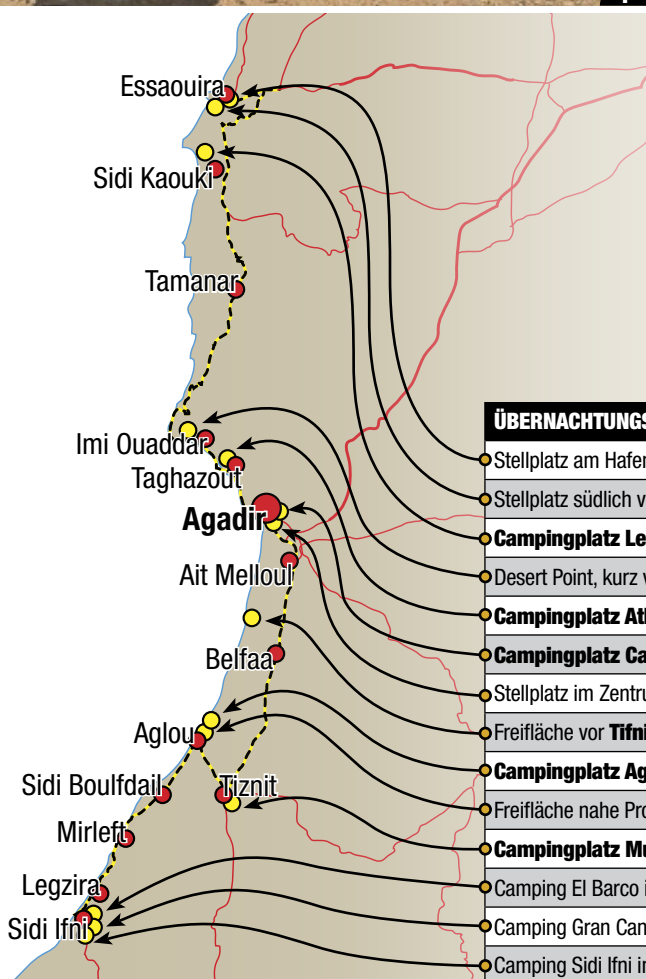 Essaouira
Sidi Kaouki
Tamanar
Imi Ouaddar
Taghazout
Agadir
Ait Melloul
Belfaa
Aglou
Sidi Boulfdail
Tiznit
Mirleft
Legzira
Sidi Ifni
ÜBERNACHTUNGS
Stellplatz am Hafen
Stellplatz südlich v
Campingplatz Le
Desert Point, kurz v
Campingplatz Atl
Campingplatz Ca
Stellplatz im Zentru
Freifläche vor Tifni
Campingplatz Ag
Freifläche nahe Pro
Campingplatz Mu
Camping El Barco i
Camping Gran Can
Camping Sidi Ifni in